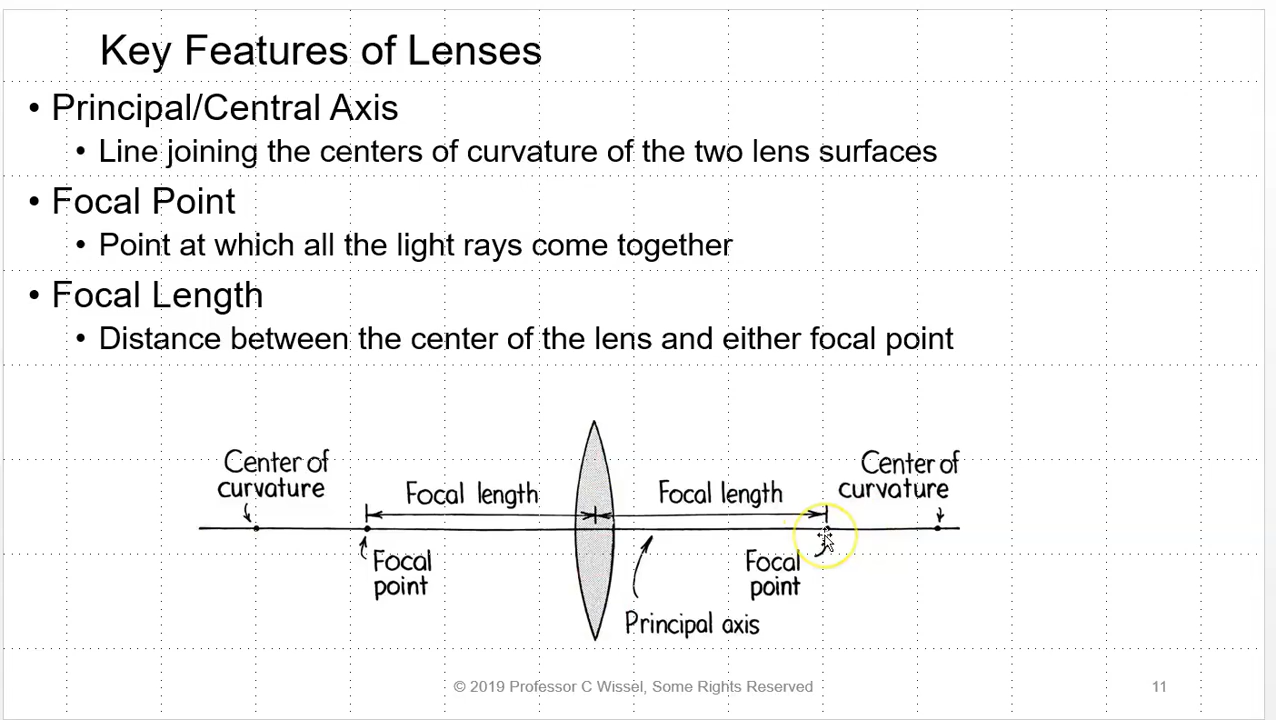 Key Features of Lenses
• Principal/Central Axis
• Line joining the centers of curvature of the two lens surfaces
• Focal Point
• Point at which all the light rays come together
• Focal Length
• Distance between the center of the lens and either focal point
Center of
curvature
Focal length
Focal length
Center of
curvature
Focal
point
Focal
point
Principal axis
© 2019 Professor C Wissel, Some Rights Reserved
11